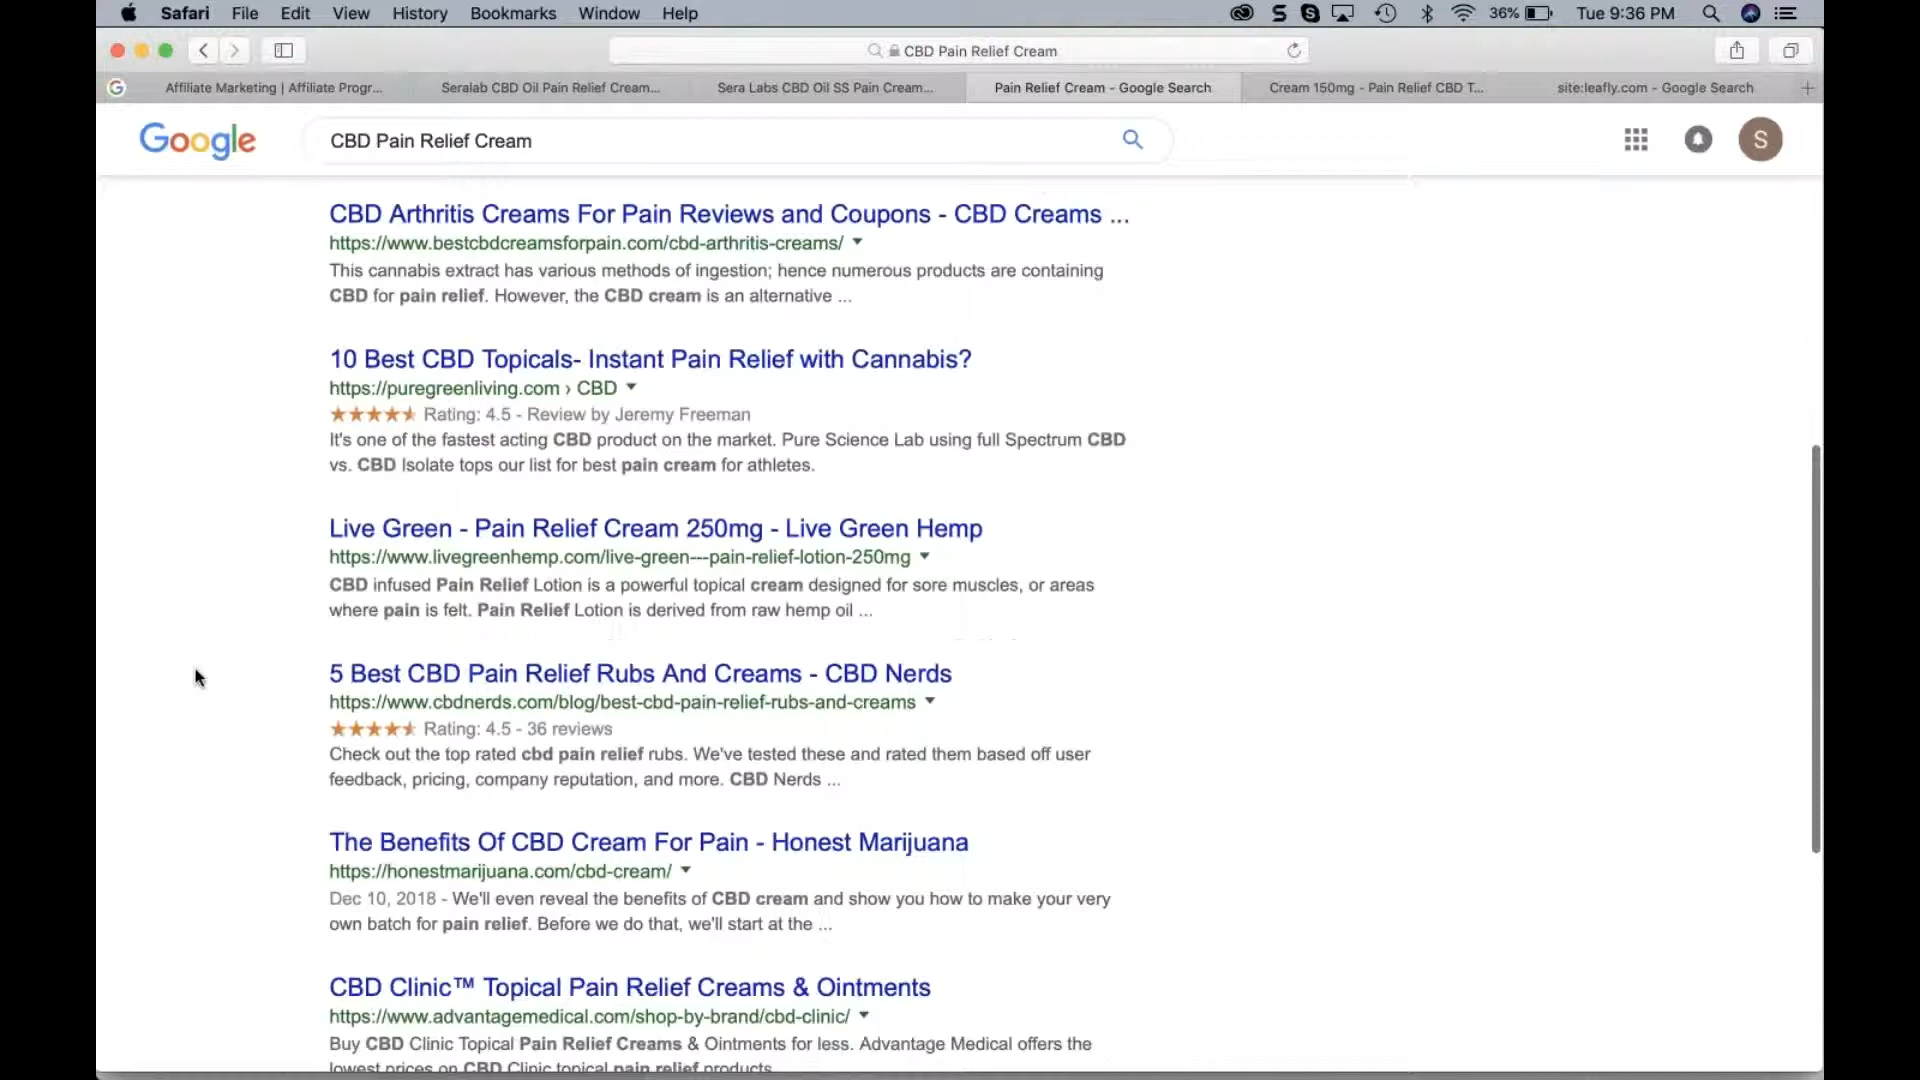 Safari File Edit View History Bookmarks Window Help 36% Tue 9:36 PM
CBD Pain Relief Cream
Affiliate Marketing | Affiliate Progr... Seralab CBD Oil Pain Relief Cream... Sera Labs CBD Oil SS Pain Cream... Pain Relief Cream - Google Search Cream 150mg - Pain Relief CBD T... site:leafly.com - Google Search
Google CBD Pain Relief Cream S
CBD Arthritis Creams For Pain Reviews and Coupons - CBD Creams ...
https://www.bestcbdcreamsforpain.com/cbd-arthritis-creams/
This cannabis extract has various methods of ingestion; hence numerous products are containing
CBD for pain relief. However, the CBD cream is an alternative ...
10 Best CBD Topicals- Instant Pain Relief with Cannabis?
https://puregreenliving.com › CBD
Rating: 4.5 - Review by Jeremy Freeman
It's one of the fastest acting CBD product on the market. Pure Science Lab using full Spectrum CBD
vs. CBD Isolate tops our list for best pain cream for athletes.
Live Green - Pain Relief Cream 250mg - Live Green Hemp
https://www.livegreenhemp.com/live-green---pain-relief-lotion-250mg
CBD infused Pain Relief Lotion is a powerful topical cream designed for sore muscles, or areas
where pain is felt. Pain Relief Lotion is derived from raw hemp oil ...
5 Best CBD Pain Relief Rubs And Creams - CBD Nerds
https://www.cbdnerds.com/blog/best-cbd-pain-relief-rubs-and-creams
Rating: 4.5 - 36 reviews
Check out the top rated cbd pain relief rubs. We've tested these and rated them based off user
feedback, pricing, company reputation, and more. CBD Nerds ...
The Benefits Of CBD Cream For Pain - Honest Marijuana
https://honestmarijuana.com/cbd-cream/
Dec 10, 2018 - We'll even reveal the benefits of CBD cream and show you how to make your very
own batch for pain relief. Before we do that, we'll start at the ...
CBD Clinic™ Topical Pain Relief Creams & Ointments
https://www.advantagemedical.com/shop-by-brand/cbd-clinic/
Buy CBD Clinic Topical Pain Relief Creams & Ointments for less. Advantage Medical offers the
lowest prices on CBD Clinic topical pain relief products